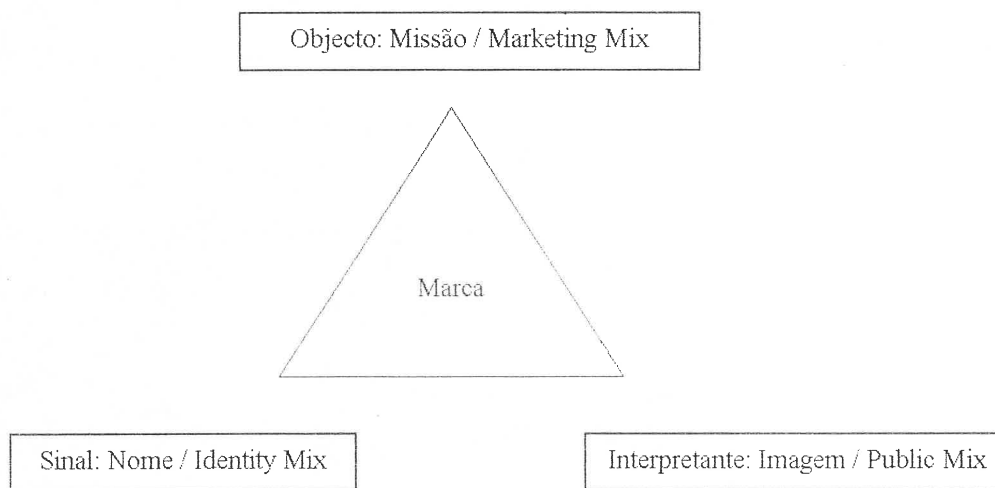 Objecto: Missão / Marketing Mix
Marca
Sinal: Nome / Identity Mix
Interpretante: Imagem / Public Mix